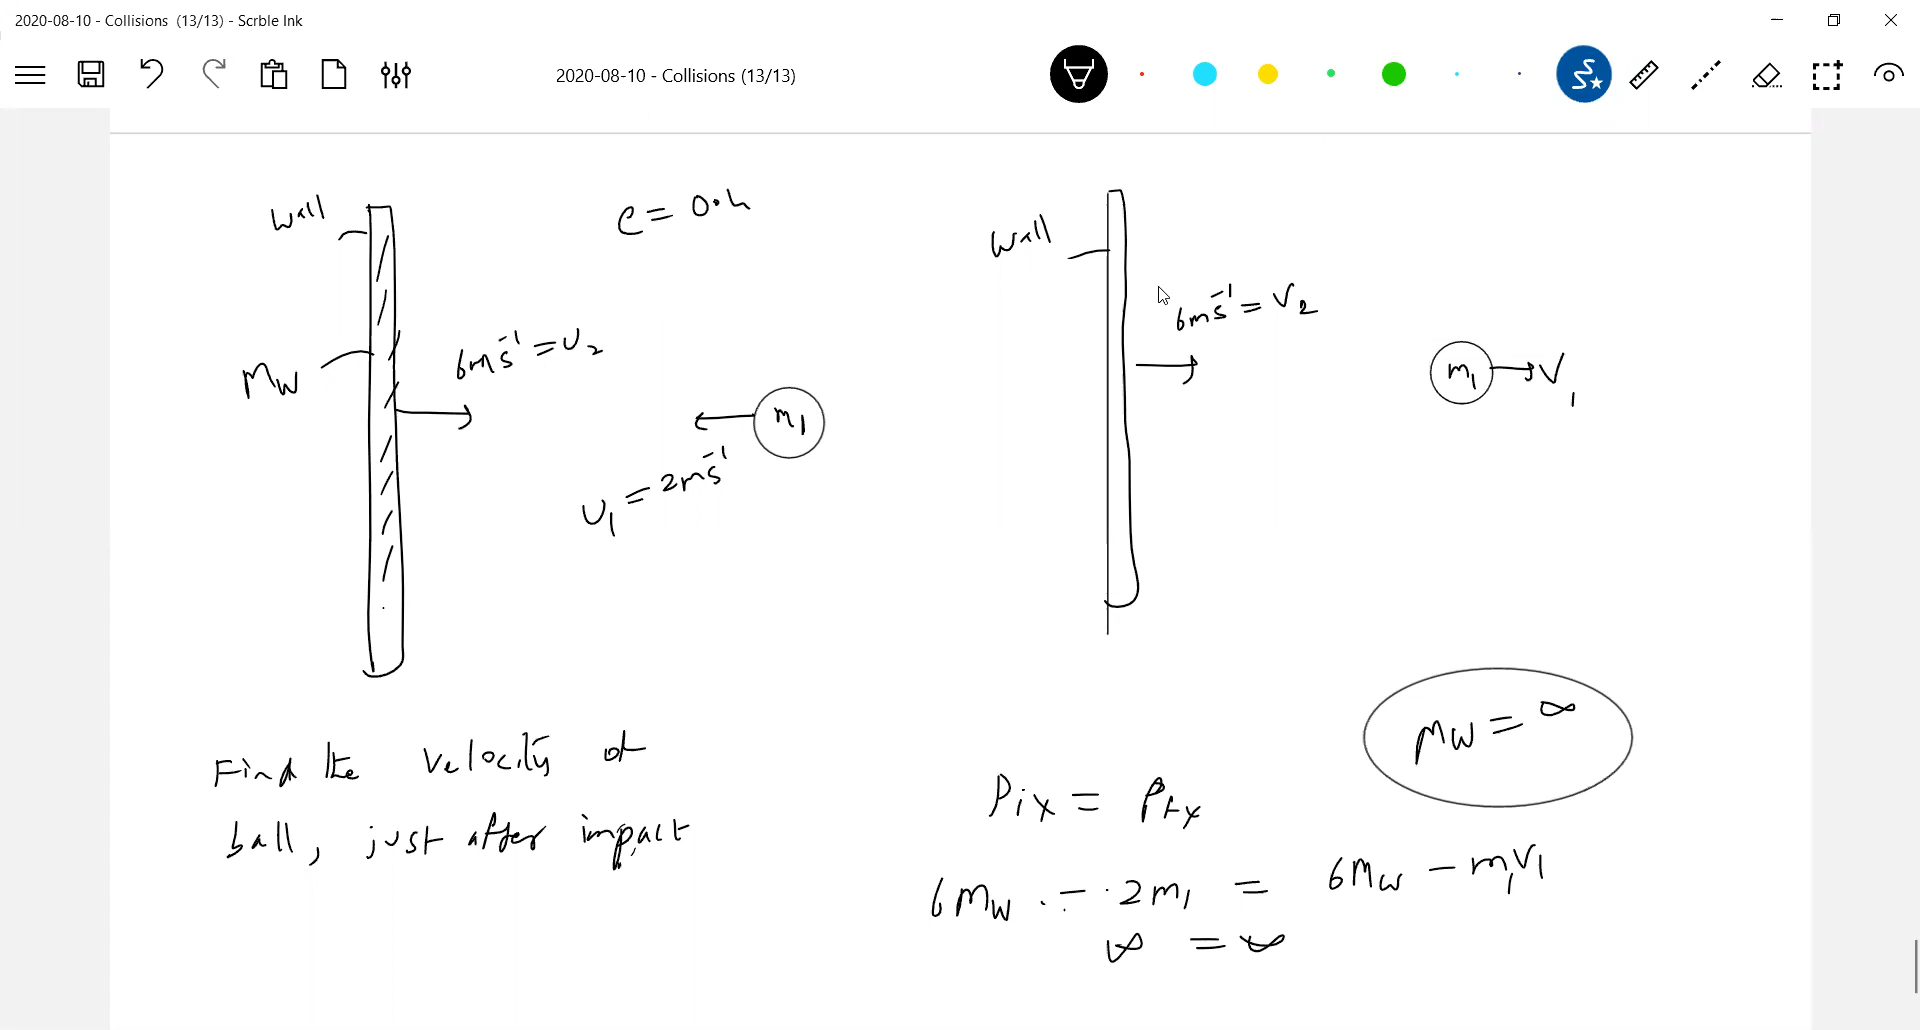 2020-08-10 - Collisions (13/13) - Scrble Ink
2020-08-10 - Collisions (13/13)
Wall
e = 0.4
Mw
6ms⁻¹ = U₂
m₁
U₁ = 2ms⁻¹
Wall
6ms⁻¹ = V₂
m₁ → V₁
Find the velocity of
ball, just after impact
Mw = ∞
Pix = Pfx
6Mw - 2m₁ = 6Mw - m₁V₁
∞ = ∞